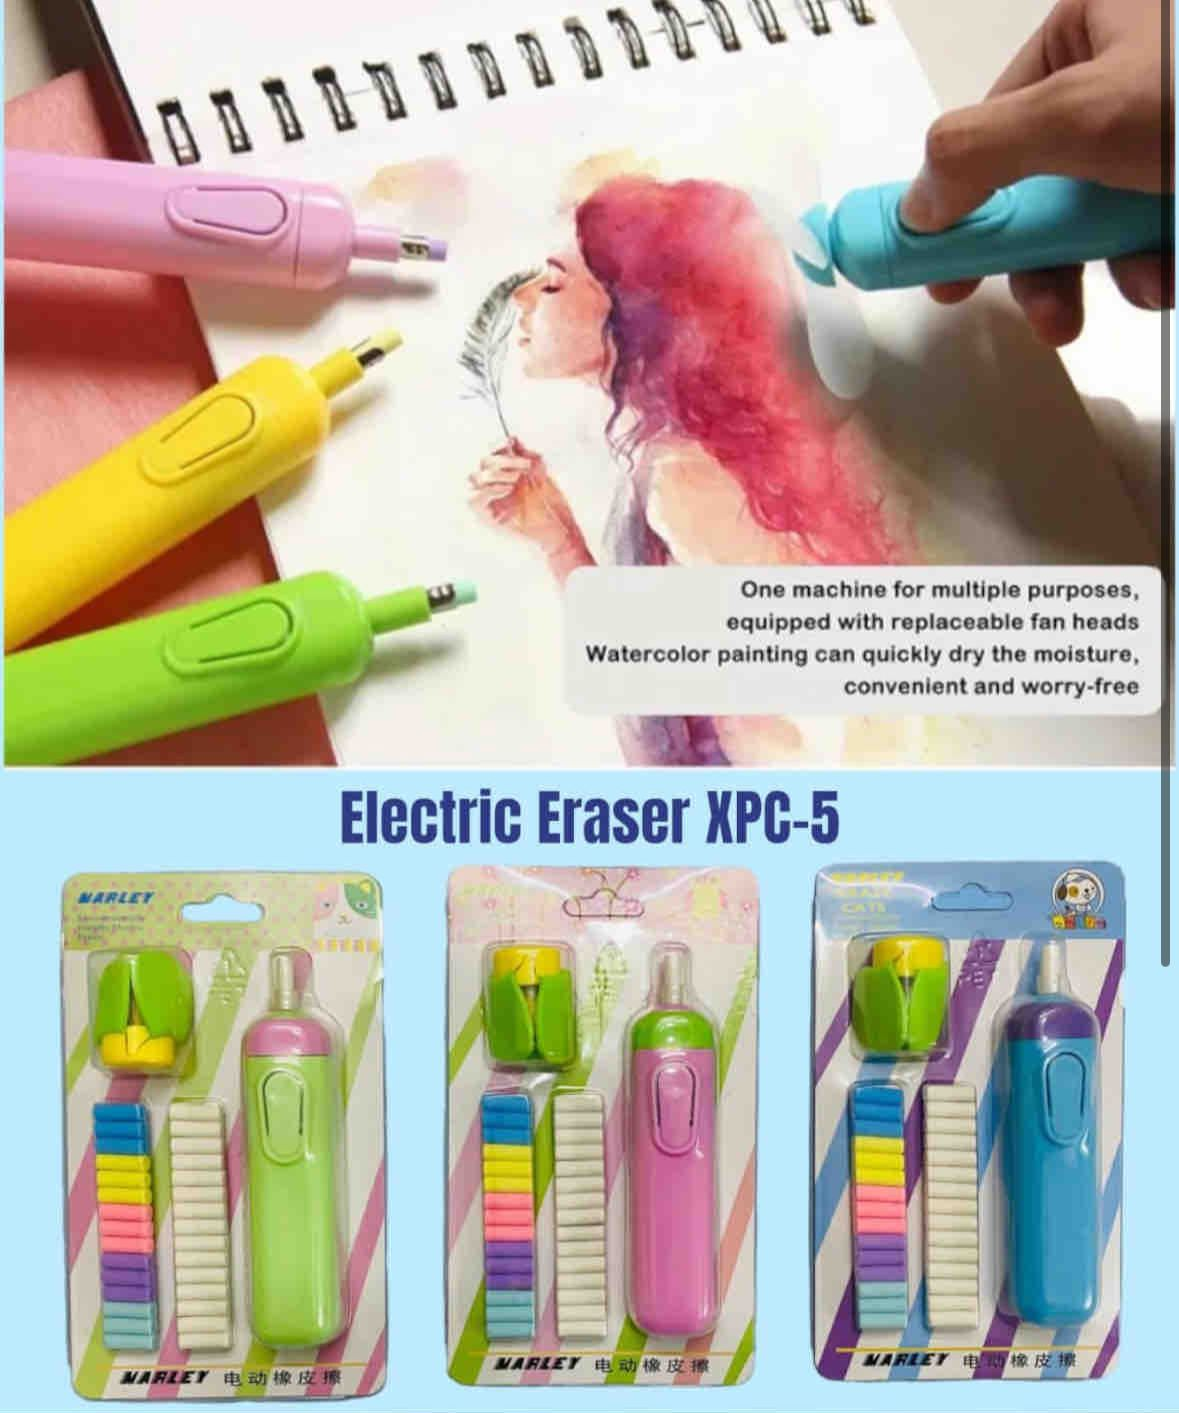 One machine for multiple purposes,
equipped with replaceable fan heads
Watercolor painting can quickly dry the moisture,
convenient and worry-free
Electric Eraser XPC-5
MARLEY
CATS
MARLEY 电动橡皮擦
MARLEY 电动橡皮擦
MARLEY 电动橡皮擦